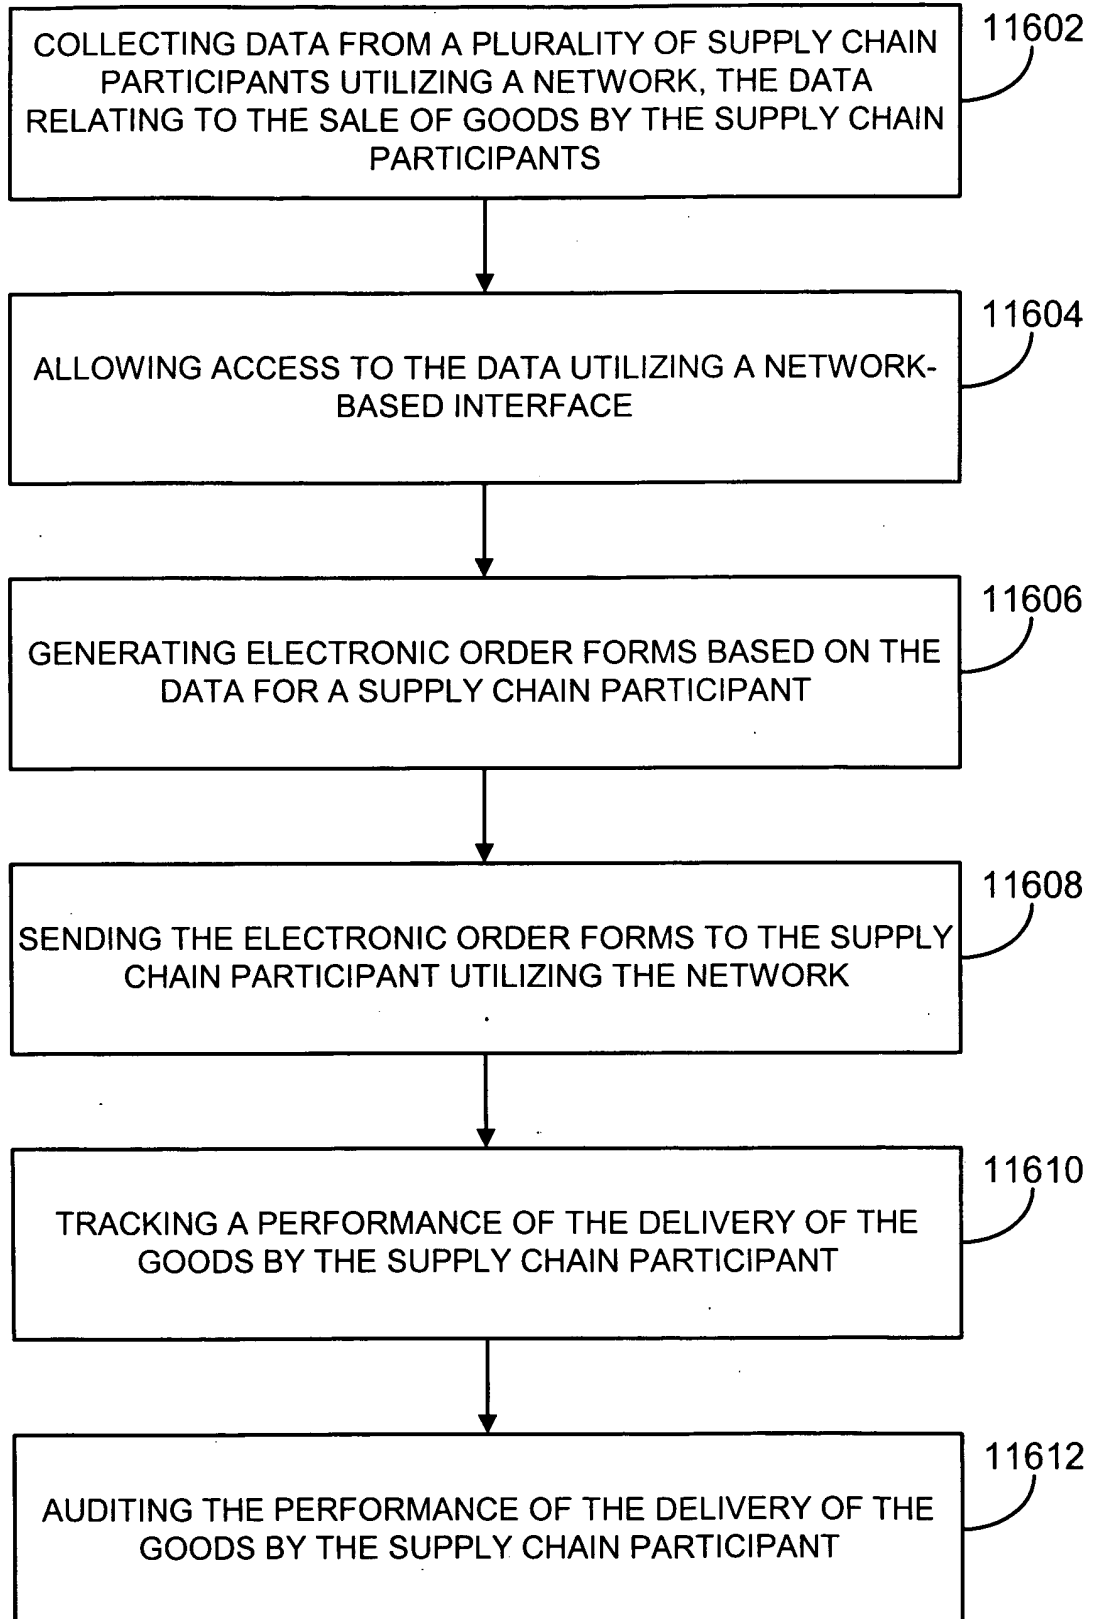 COLLECTING DATA FROM A PLURALITY OF SUPPLY CHAIN
PARTICIPANTS UTILIZING A NETWORK, THE DATA
RELATING TO THE SALE OF GOODS BY THE SUPPLY CHAIN
PARTICIPANTS
11602
ALLOWING ACCESS TO THE DATA UTILIZING A NETWORK-
BASED INTERFACE
11604
GENERATING ELECTRONIC ORDER FORMS BASED ON THE
DATA FOR A SUPPLY CHAIN PARTICIPANT
11606
SENDING THE ELECTRONIC ORDER FORMS TO THE SUPPLY
CHAIN PARTICIPANT UTILIZING THE NETWORK
11608
TRACKING A PERFORMANCE OF THE DELIVERY OF THE
GOODS BY THE SUPPLY CHAIN PARTICIPANT
11610
AUDITING THE PERFORMANCE OF THE DELIVERY OF THE
GOODS BY THE SUPPLY CHAIN PARTICIPANT
11612